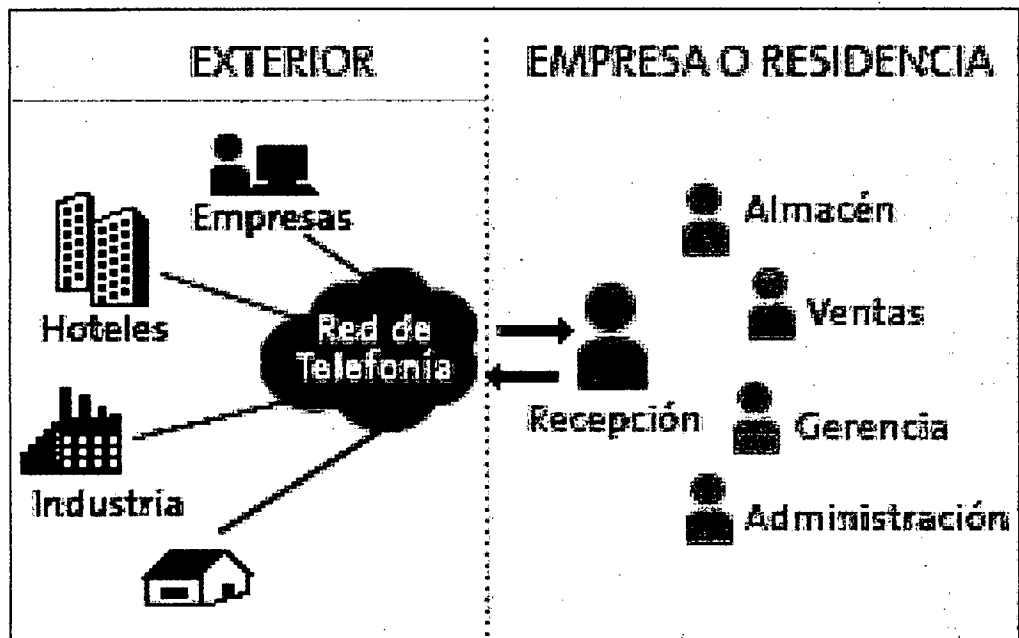 EXTERIOR
EMPRESA O RESIDENCIA
Empresas
Hoteles
Industria
Red de
Telefonía
Recepción
Almacén
Ventas
Gerencia
Administración